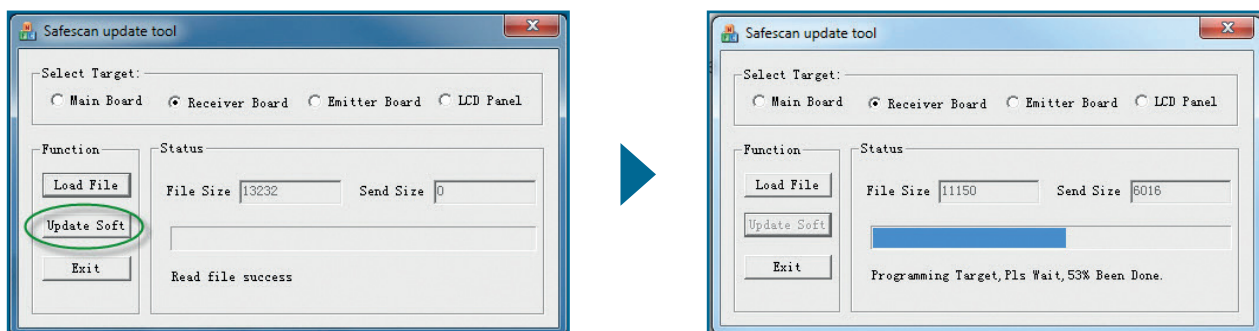 Safescan update tool
Select Target:
Main Board Receiver Board Emitter Board LCD Panel
Function
Status
Load File
File Size 13232 Send Size 0
Update Soft
Exit
Read file success
Safescan update tool
Select Target:
Main Board Receiver Board Emitter Board LCD Panel
Function
Status
Load File
File Size 11150 Send Size 6016
Update Soft
Exit
Programming Target,Pls Wait,53% Been Done.